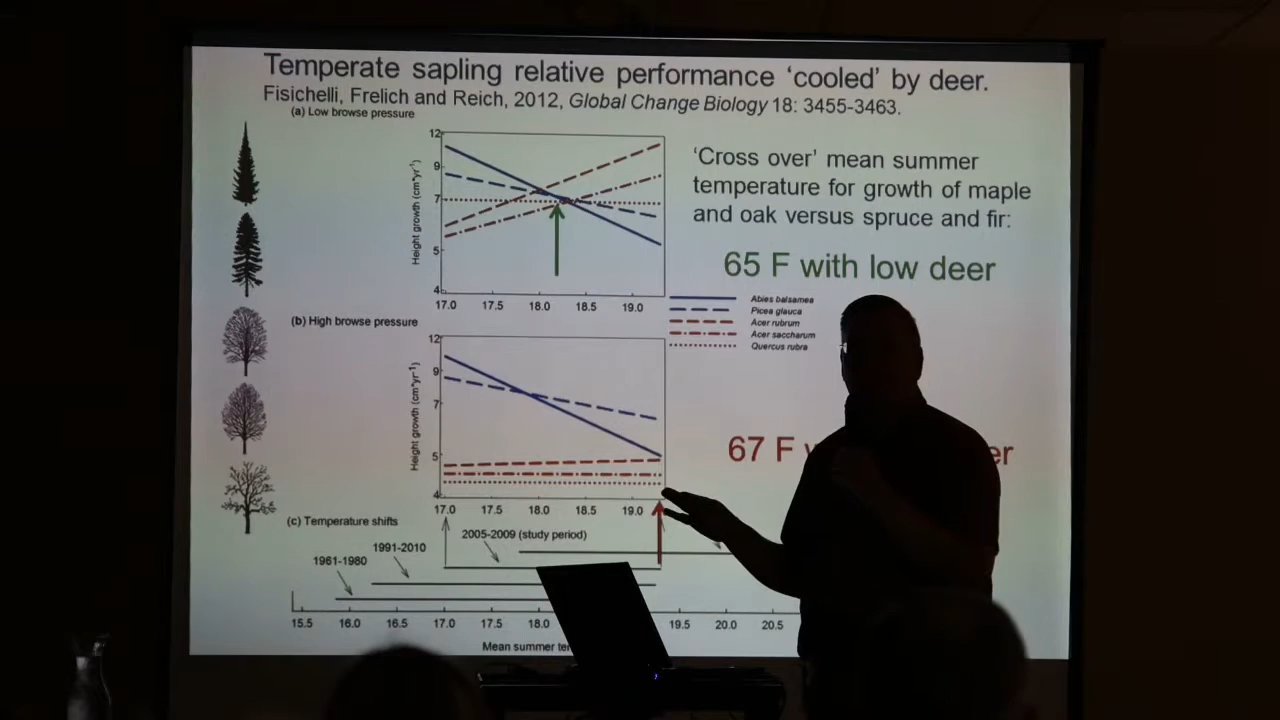 Temperate sapling relative performance ‘cooled’ by deer.
Fisichelli, Frelich and Reich, 2012, Global Change Biology 18: 3455-3463.
(a) Low browse pressure
12
9
7
5
4
Height growth (cm*yr⁻¹)
17.0 17.5 18.0 18.5 19.0
‘Cross over’ mean summer
temperature for growth of maple
and oak versus spruce and fir:
65 F with low deer
Abies balsamea
Picea glauca
Acer rubrum
Acer saccharum
Quercus rubra
(b) High browse pressure
12
9
7
5
4
Height growth (cm*yr⁻¹)
17.0 17.5 18.0 18.5 19.0
67 F
er
(c) Temperature shifts
2005-2009 (study period)
1991-2010
1961-1980
15.5 16.0 16.5 17.0 17.5 18.0 19.5 20.0 20.5
Mean summer